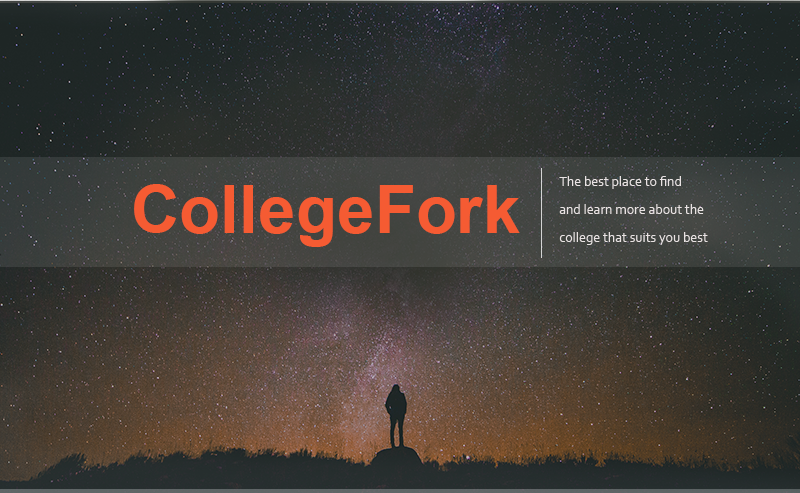 CollegeFork
The best place to find
and learn more about the
college that suits you best